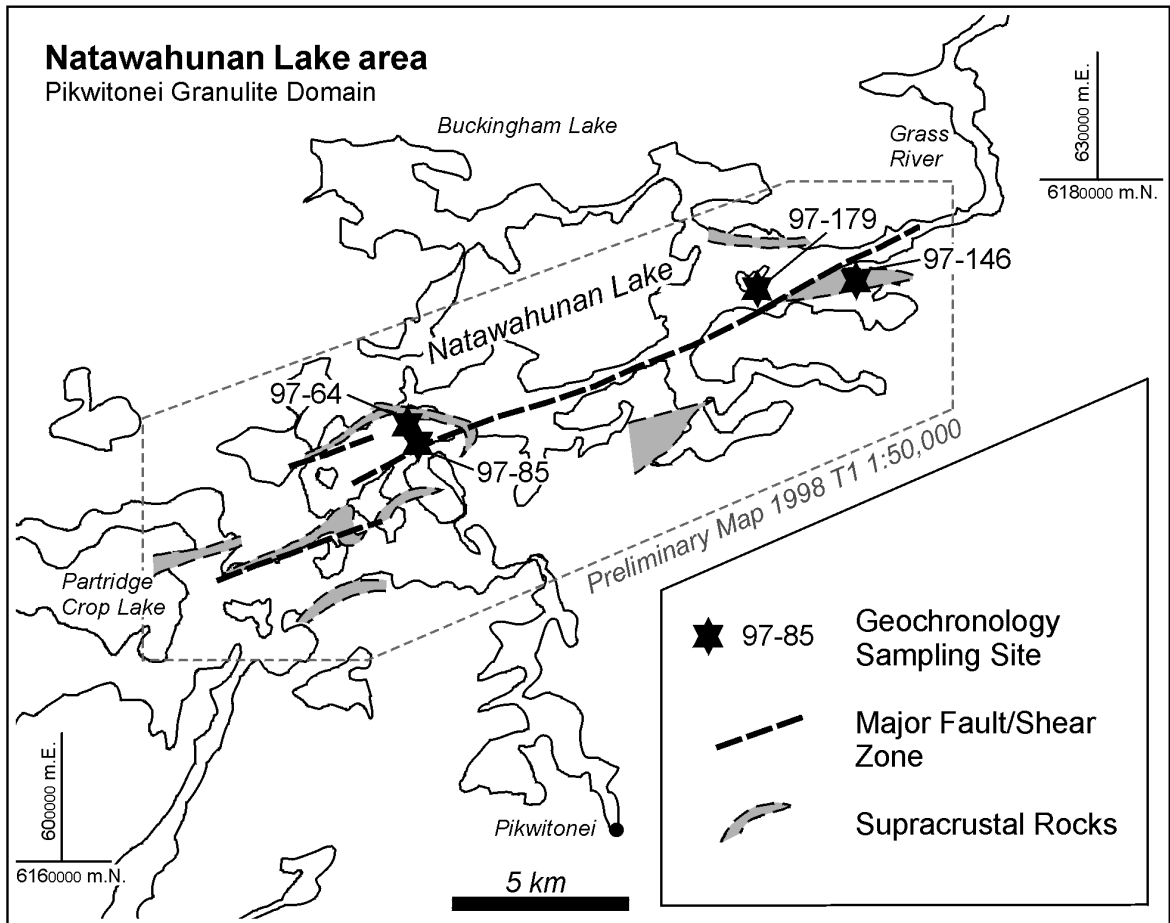 Natawahunan Lake area
Pikwitonei Granulite Domain
Buckingham Lake
Grass
River
630000 m.E.
6180000 m.N.
97-179
97-146
Natawahunan Lake
97-64
97-85
Preliminary Map 1998 T1 1:50,000
Partridge
Crop Lake
600000 m.E.
6160000 m.N.
Pikwitonei
5 km
97-85
Geochronology
Sampling Site
Major Fault/Shear
Zone
Supracrustal Rocks